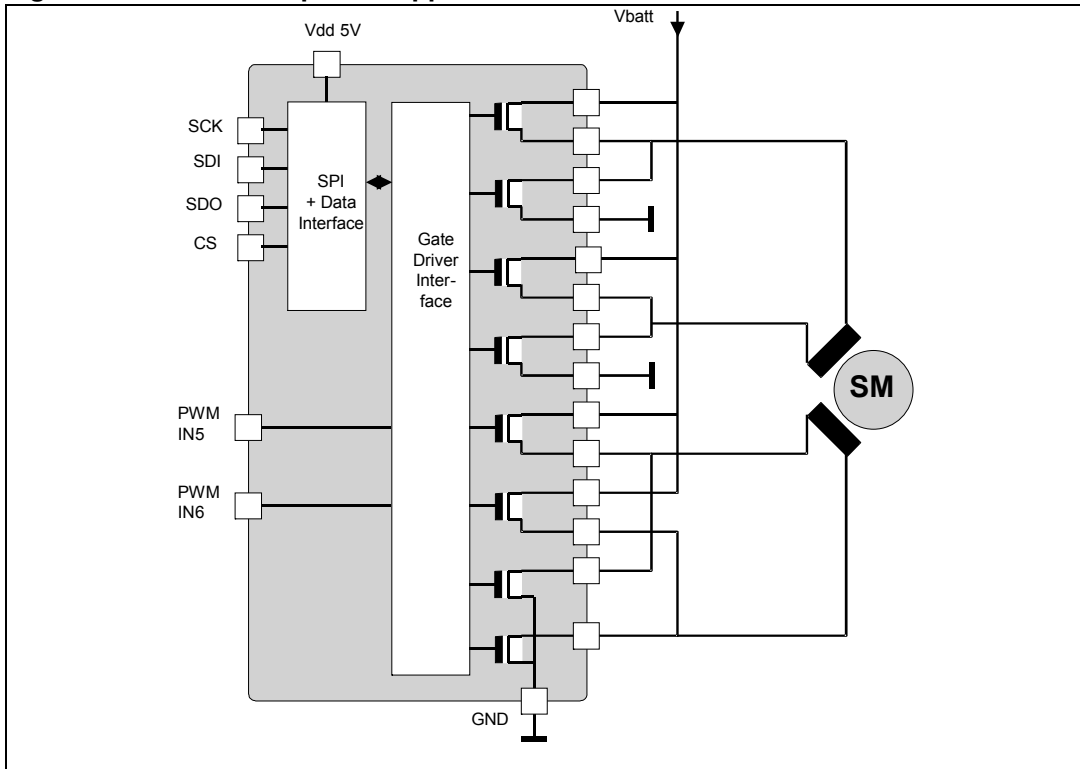 Vbatt
Vdd 5V
SCK
SDI
SDO
CS
SPI
+ Data
Interface
Gate
Driver
Inter-
face
SM
PWM
IN5
PWM
IN6
GND